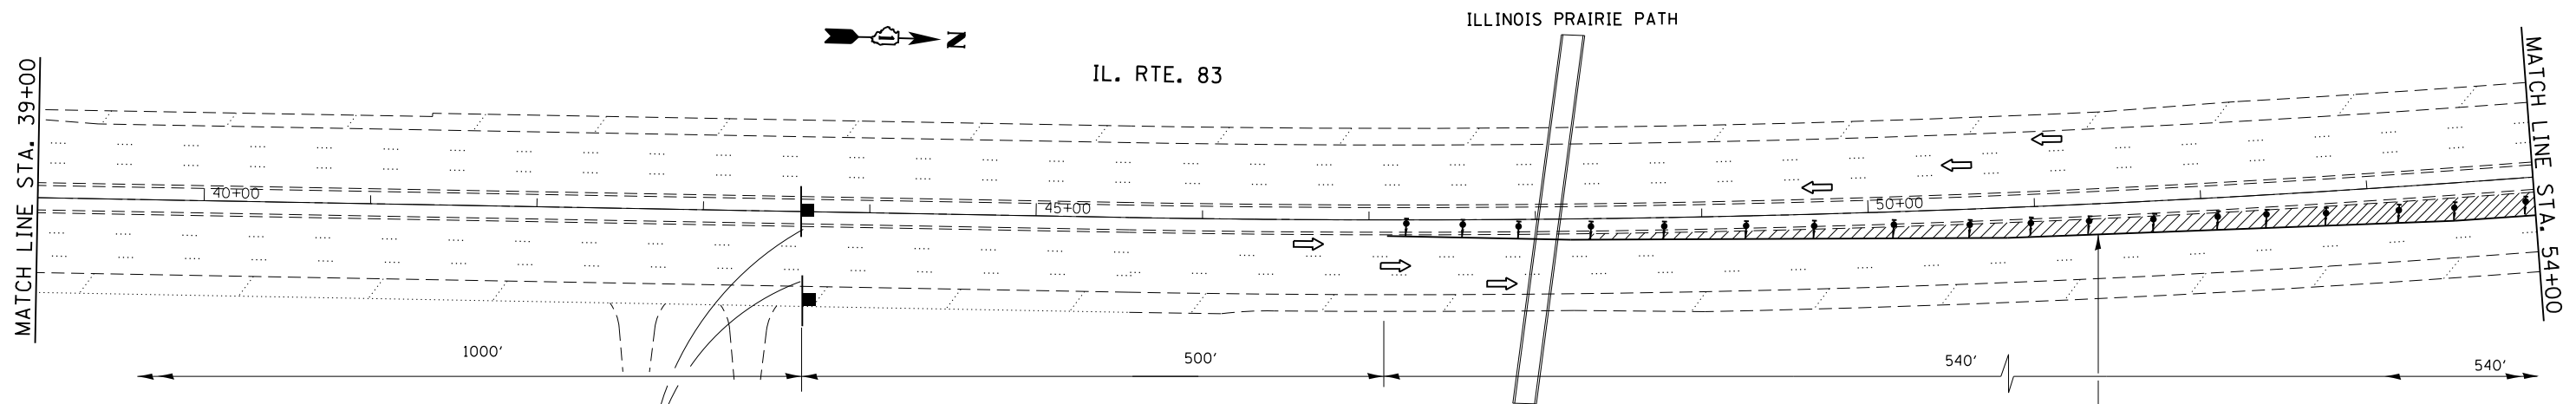 ILLINOIS PRAIRIE PATH
N
IL. RTE. 83
MATCH LINE STA. 39+00
MATCH LINE STA. 54+00
40+00
45+00
50+00
1000'
500'
540'
540'